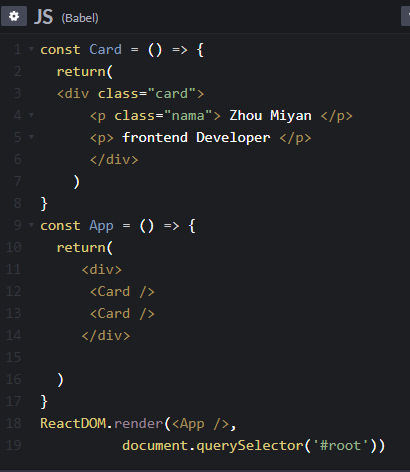 JS (Babel)
1 const Card = () => {
2 return(
3 <div class="card">
4 <p class="nama"> Zhou Miyan </p>
5 <p> frontend Developer </p>
6 </div>
7 )
8 }
9 const App = () => {
10 return(
11 <div>
12 <Card />
13 <Card />
14 </div>
15
16 )
17 }
18 ReactDOM.render(<App />,
19 document.querySelector('#root'))